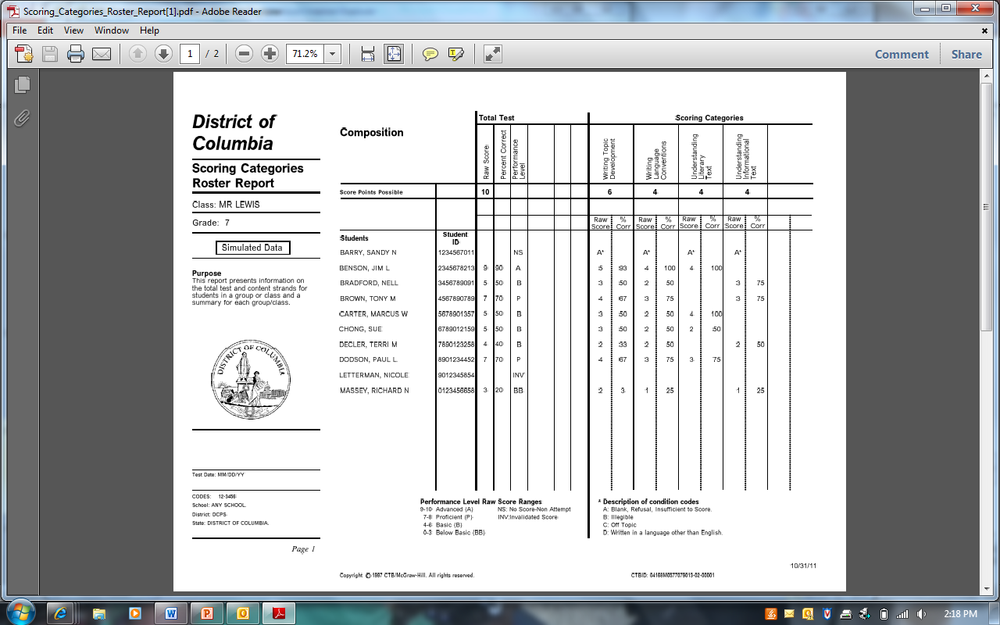 Scoring_Categories_Roster_Report[1].pdf - Adobe Reader
File Edit View Window Help
1 / 2 71.2% Comment Share
District of
Columbia
Scoring Categories
Roster Report
Class: MR LEWIS
Grade: 7
Simulated Data
Purpose
This report presents information on
the total test and content strands for
students in a group or class and a
summary for each group/class.
DISTRICT OF COLUMBIA
Test Date: MM/DD/YY
CODES: 12-3456
School: ANY SCHOOL.
District: DCPS
State: DISTRICT OF COLUMBIA.
Page 1
Composition
Total Test Scoring Categories
Raw Score
Percent Correct
Performance Level
Writing Topic Development
Writing Language Conventions
Understanding Literary Text
Understanding Informational Text
Score Points Possible 10 6 4 4 4
Raw Score % Corr Raw Score % Corr Raw Score % Corr Raw Score % Corr
Students Student ID
BARRY, SANDY N 1234567011 NS A* A* A* A*
BENSON, JIM L 2345678213 9 90 A 5 93 4 100 4 100
BRADFORD, NELL 3456789091 5 50 B 3 50 2 50 3 75
BROWN, TONY M 4567890789 7 70 P 4 67 3 75 3 75
CARTER, MARCUS W 5678901357 5 50 B 3 50 2 50 4 100
CHONG, SUE 6789012159 5 50 B 3 50 2 50 2 50
DECLER, TERRI M 7890123258 4 40 B 2 33 2 50 2 50
DODSON, PAUL L 8901234452 7 70 P 4 67 3 75 3 75
LETTERMAN, NICOLE 9012345854 INV
MASSEY, RICHARD N 0123456658 3 20 BB 2 3 1 25 1 25
Performance Level Raw Score Ranges
9-10 Advanced (A) NS: No Score-Non Attempt
7-8 Proficient (P) INV:Invalidated Score
4-6 Basic (B)
0-3 Below Basic (BB)
* Description of condition codes
A: Blank, Refusal, Insufficient to Score.
B: Illegible
C: Off Topic
D: Written in a language other than English.
10/31/11
Copyright © 1997 CTB/McGraw-Hill. All rights reserved.
CTBID: 04168M0577079013-02-00001
2:18 PM